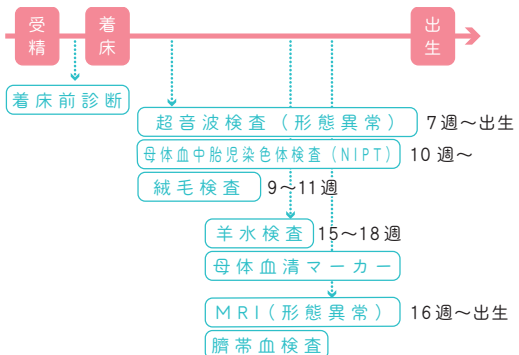 受精
着床
出生
着床前診断
超音波検査（形態異常） 7週〜出生
母体血中胎児染色体検査（NIPT） 10週〜
絨毛検査 9〜11週
羊水検査 15〜18週
母体血清マーカー
MRI（形態異常） 16週〜出生
臍帯血検査